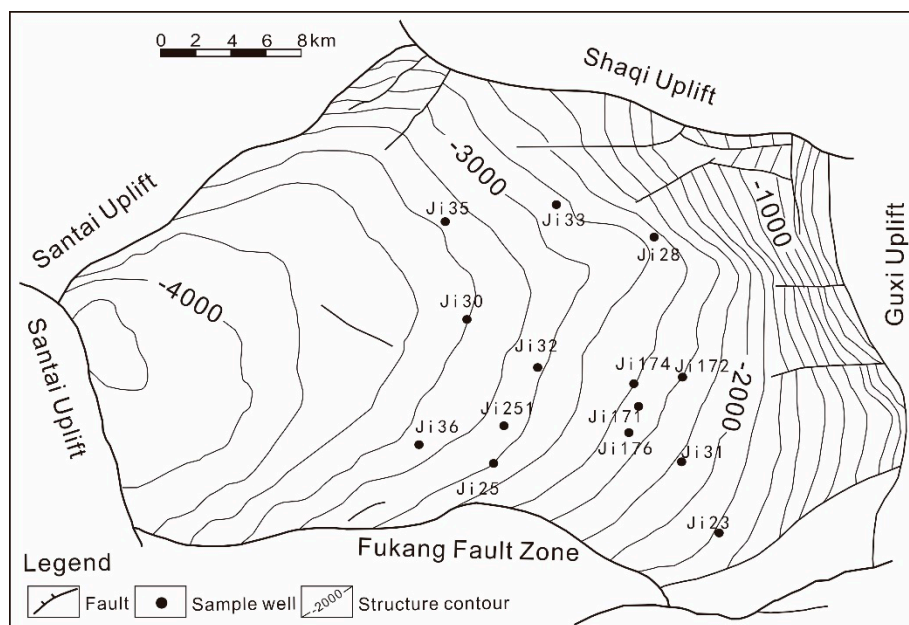 0 2 4 6 8km
Shaqi Uplift
-3000
Santai Uplift
Ji35
Ji33
-1000
Ji28
Guxi Uplift
-4000
Ji30
Santai Uplift
Ji32
Ji174
Ji172
-2000
Ji251
Ji171
Ji36
Ji176
Ji31
Ji25
Ji23
Fukang Fault Zone
Legend
Fault
Sample well
-2000
Structure contour